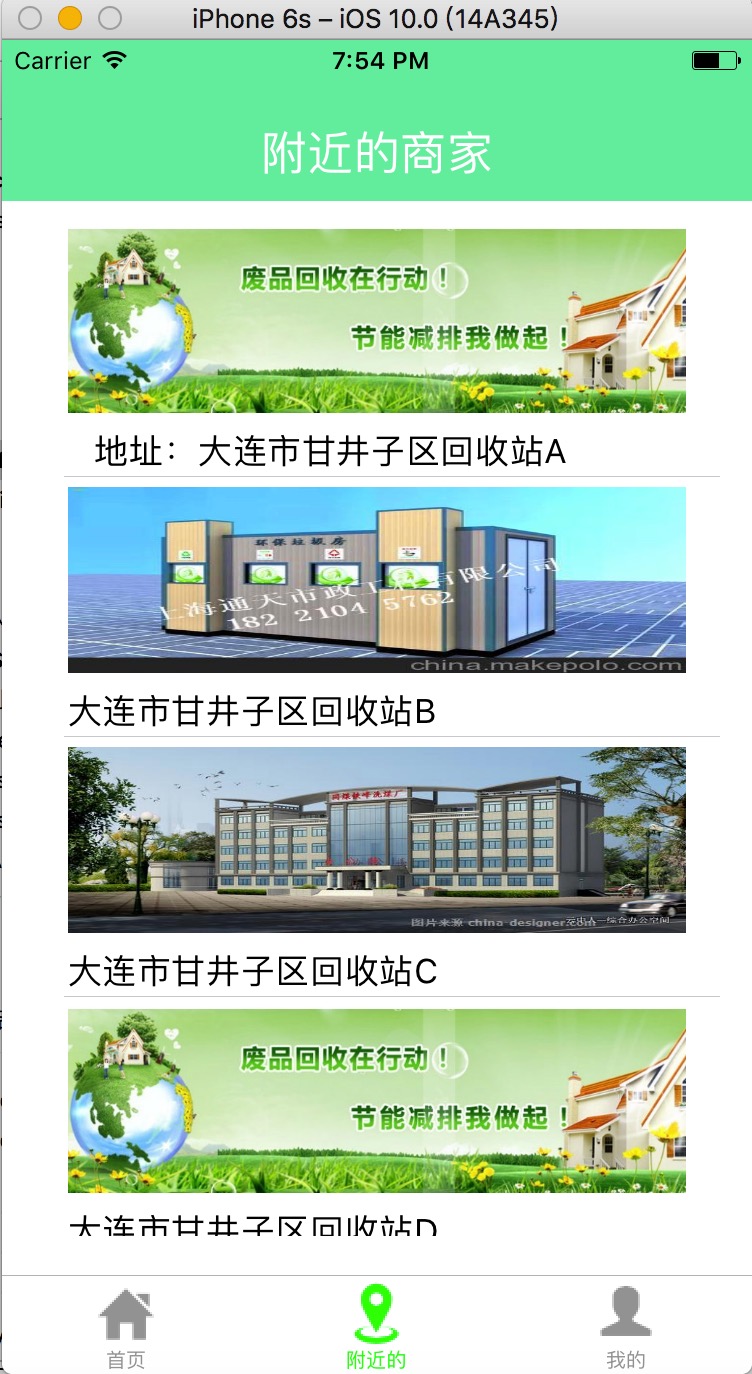 iPhone 6s – iOS 10.0 (14A345)
Carrier 7:54 PM
附近的商家
废品回收在行动！
节能减排我做起！
地址：大连市甘井子区回收站A
环保垃圾房
上海通天市政工程有限公司
182 2104 5762
china.makepolo.com
大连市甘井子区回收站B
图片来源 china-designer.com
大连市甘井子区回收站C
废品回收在行动！
节能减排我做起！
大连市甘井子区回收站D
首页 附近的 我的